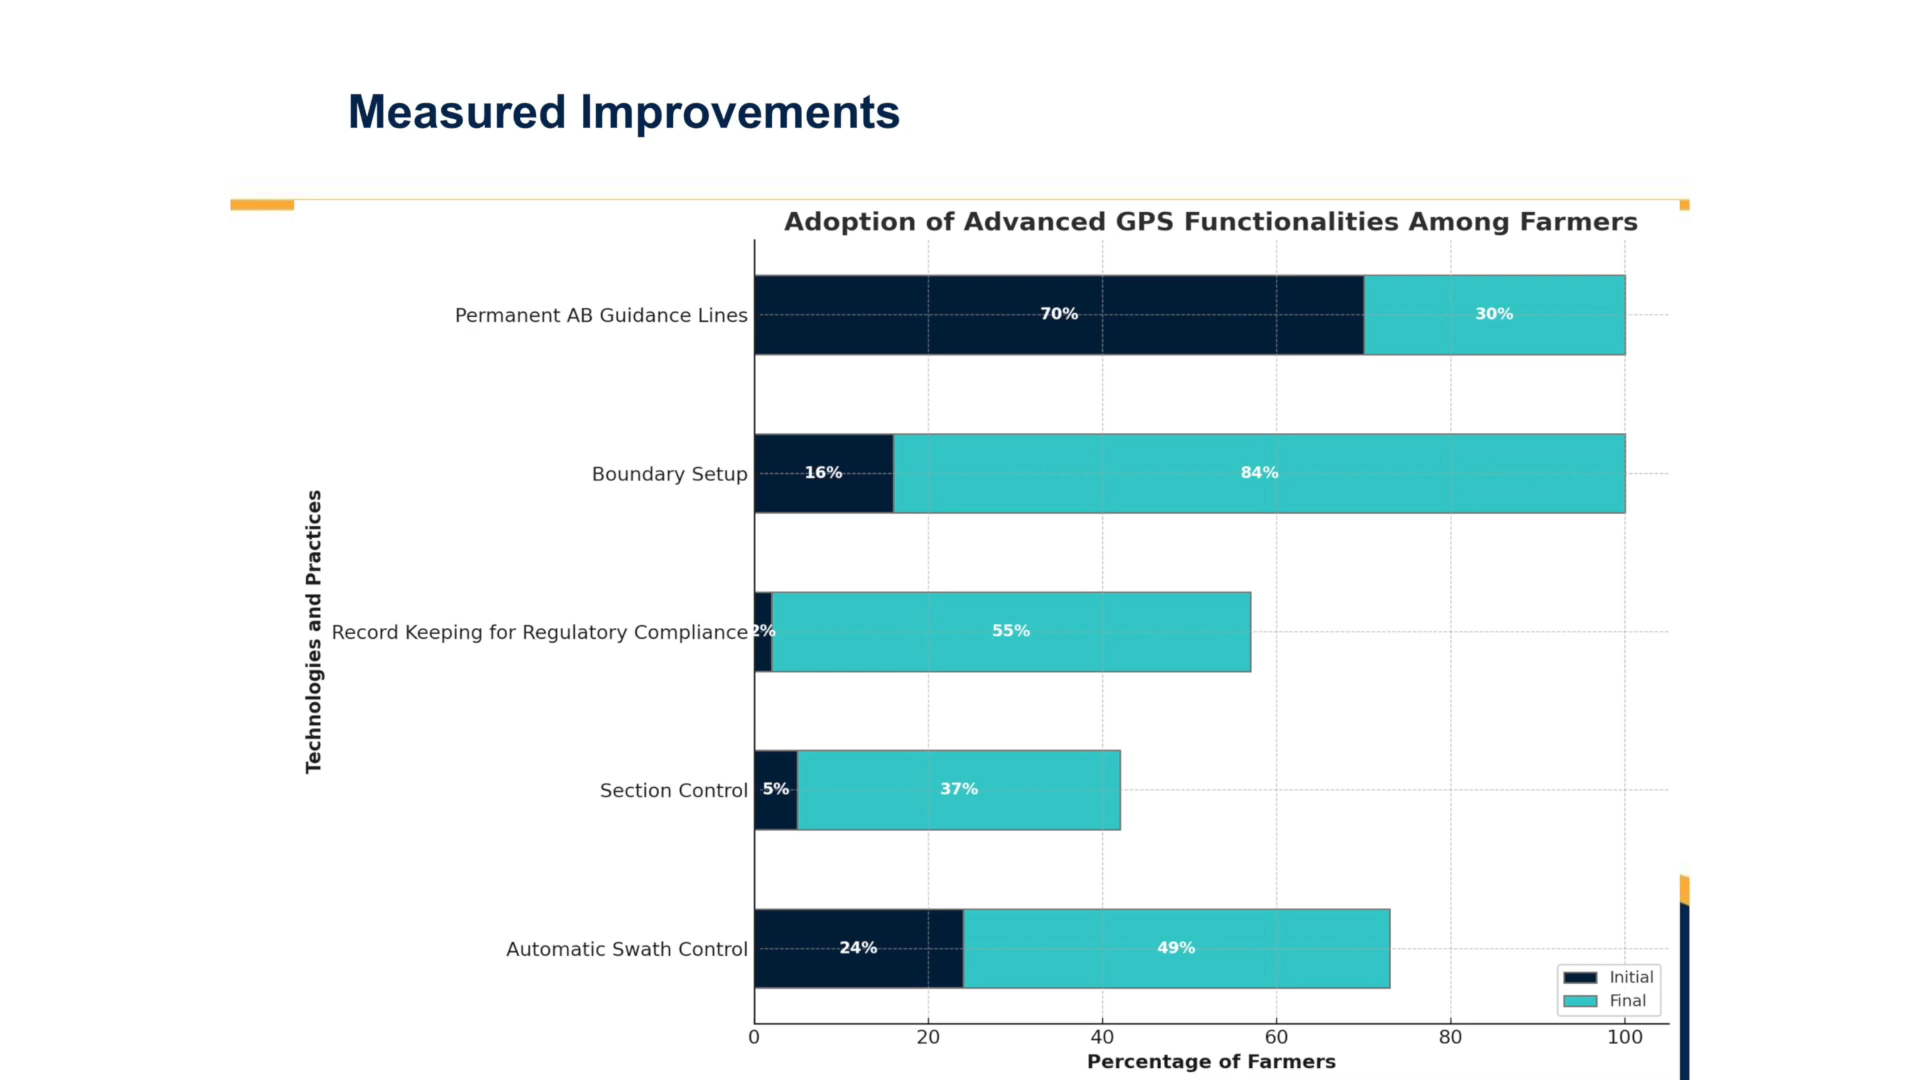 Measured Improvements
Adoption of Advanced GPS Functionalities Among Farmers
Technologies and Practices
Permanent AB Guidance Lines
70%
30%
Boundary Setup
16%
84%
Record Keeping for Regulatory Compliance
2%
55%
Section Control
5%
37%
Automatic Swath Control
24%
49%
Initial
Final
0 20 40 60 80 100
Percentage of Farmers